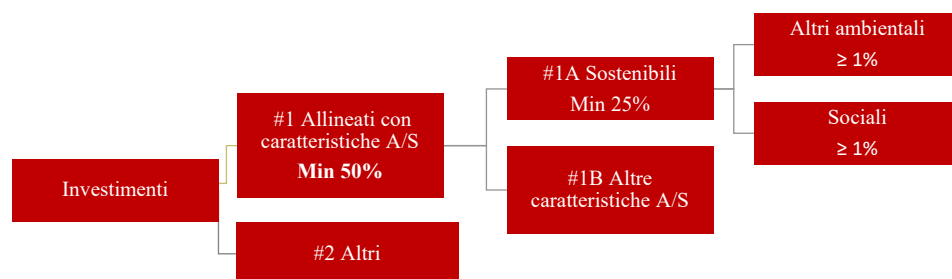 Investimenti
#1 Allineati con
caratteristiche A/S
Min 50%
#2 Altri
#1A Sostenibili
Min 25%
#1B Altre
caratteristiche A/S
Altri ambientali
≥ 1%
Sociali
≥ 1%